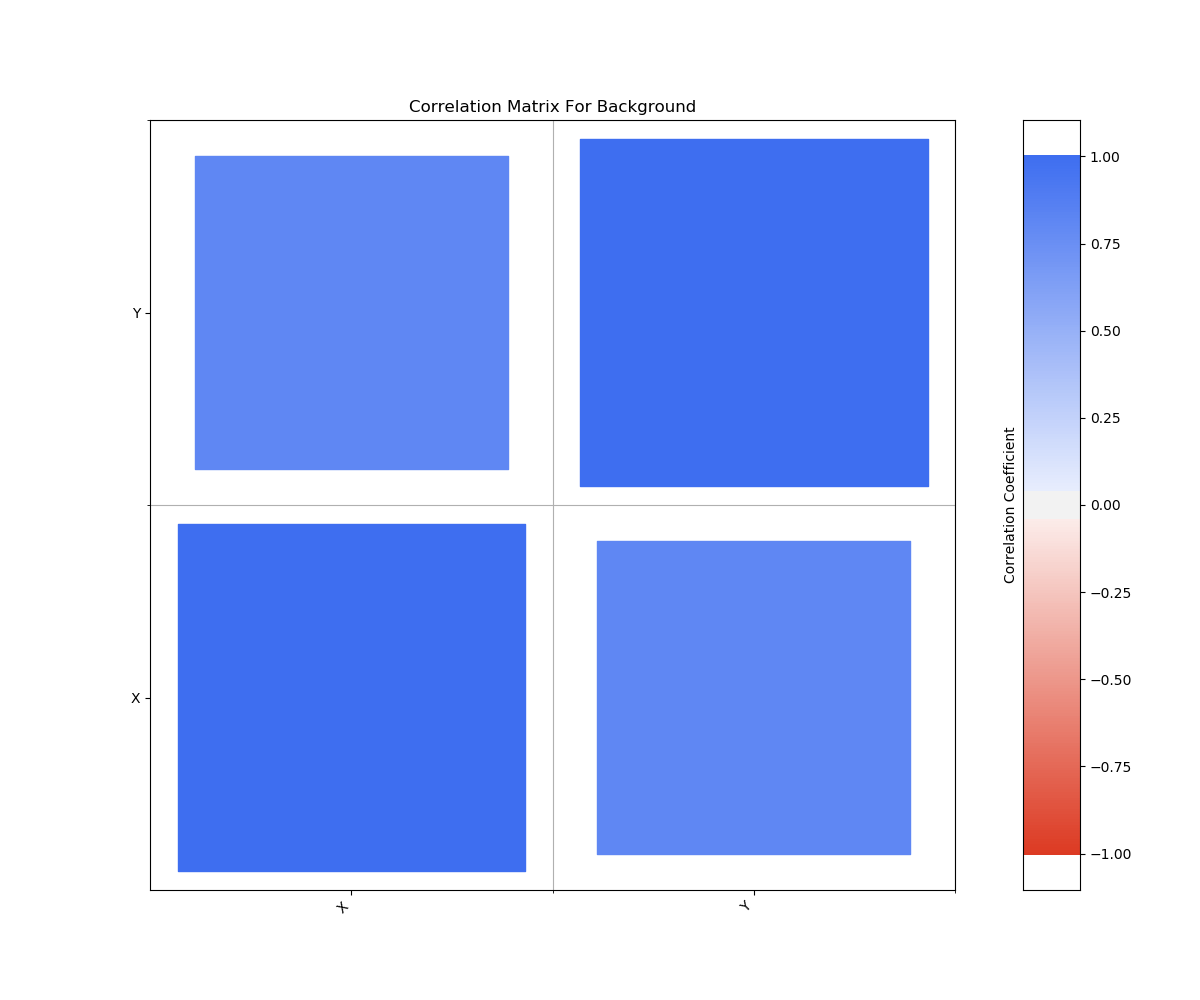 Correlation Matrix For Background
Y
X
X
Y
Correlation Coefficient
1.00
0.75
0.50
0.25
0.00
−0.25
−0.50
−0.75
−1.00